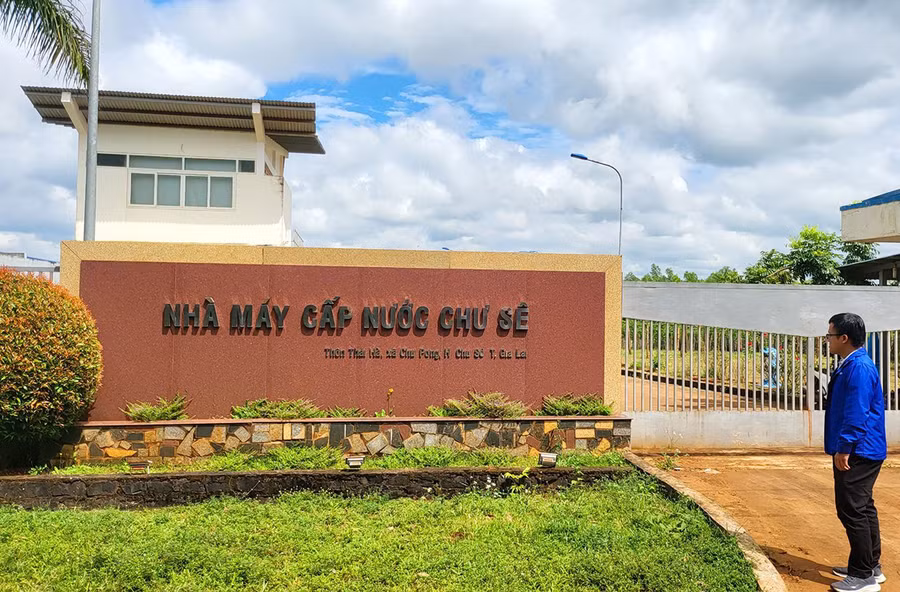 NHÀ MÁY CẤP NƯỚC CHƯ SÊ
Thôn Thái Hà, xã Chư Pơng, H Chư Sê T, Gia Lai